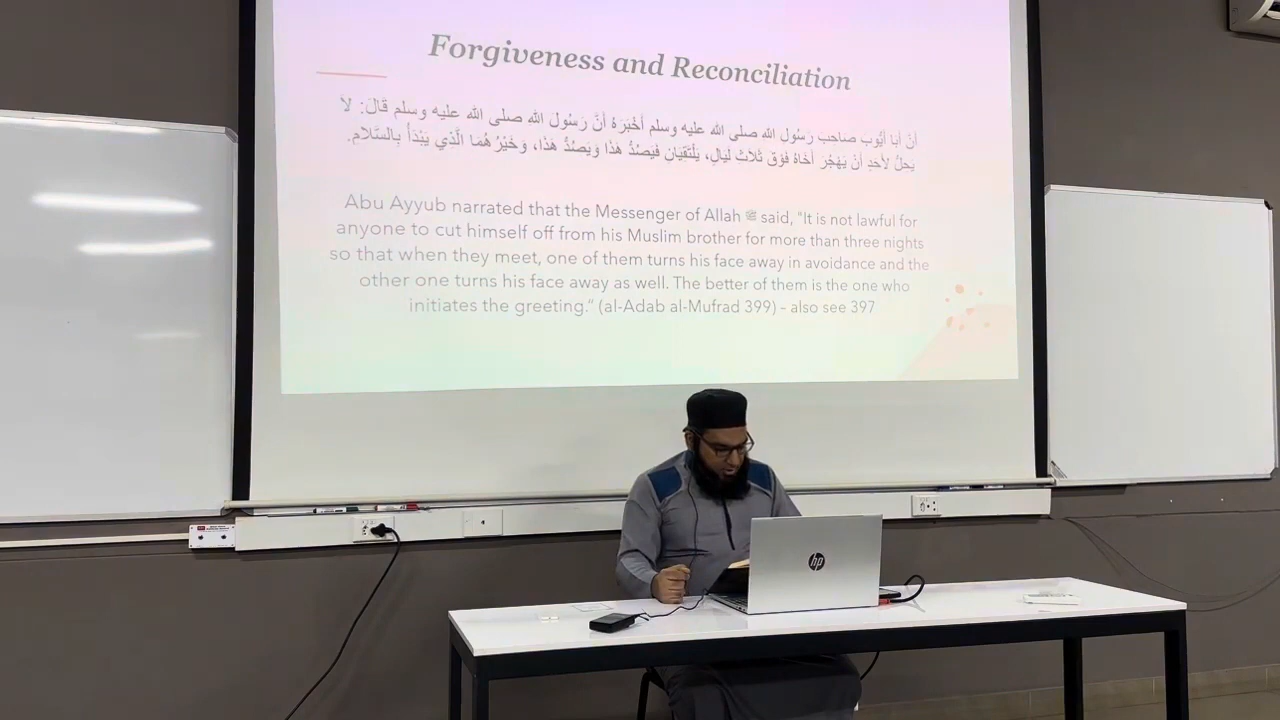 Forgiveness and Reconciliation
أَنَّ أَبَا أَيُّوبَ صَاحِبَ رَسُولِ اللهِ صلى الله عليه وسلم أَخْبَرَهُ أَنَّ رَسُولَ اللهِ صلى الله عليه وسلم قَالَ: لاَ
يَحِلُّ لأَحَدٍ أَنْ يَهْجُرَ أَخَاهُ فَوْقَ ثَلاَثِ لَيَالٍ، يَلْتَقِيَانِ فَيَصُدُّ هَذَا وَيَصُدُّ هَذَا، وَخَيْرُهُمَا الَّذِي يَبْدَأُ بِالسَّلاَمِ.
Abu Ayyub narrated that the Messenger of Allah ﷺ said, "It is not lawful for
anyone to cut himself off from his Muslim brother for more than three nights
so that when they meet, one of them turns his face away in avoidance and the
other one turns his face away as well. The better of them is the one who
initiates the greeting." (al-Adab al-Mufrad 399) – also see 397
hp